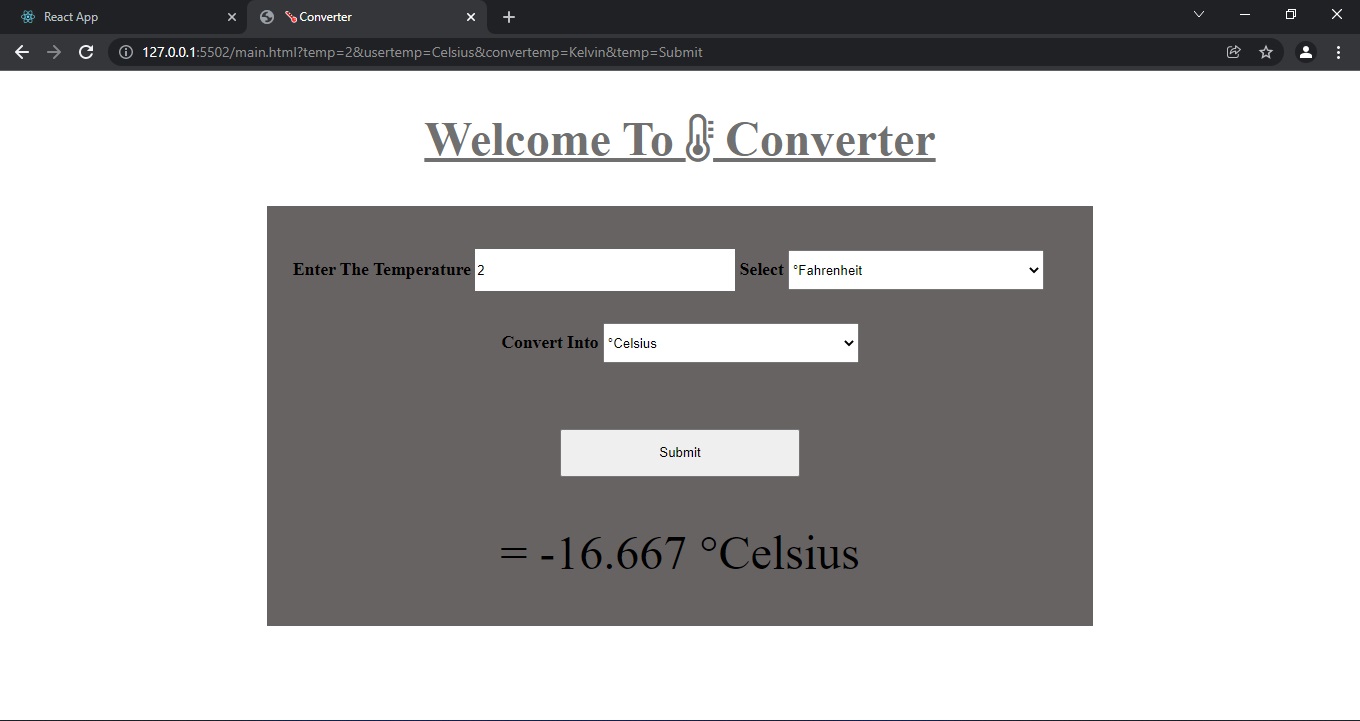 React App
Converter
127.0.0.1:5502/main.html?temp=2&usertemp=Celsius&convertemp=Kelvin&temp=Submit
Welcome To Converter
Enter The Temperature 2 Select °Fahrenheit
Convert Into °Celsius
Submit
= -16.667 °Celsius